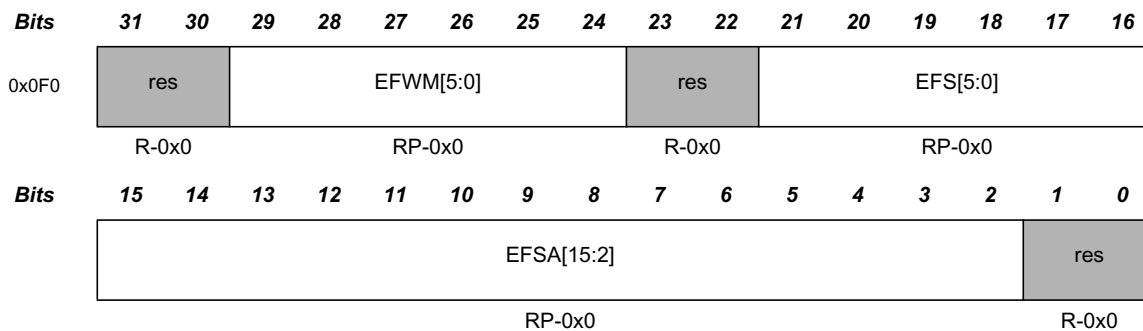 Bits 31 30 29 28 27 26 25 24 23 22 21 20 19 18 17 16
0x0F0 res EFWM[5:0] res EFS[5:0]
R-0x0 RP-0x0 R-0x0 RP-0x0
Bits 15 14 13 12 11 10 9 8 7 6 5 4 3 2 1 0
EFSA[15:2] res
RP-0x0 R-0x0